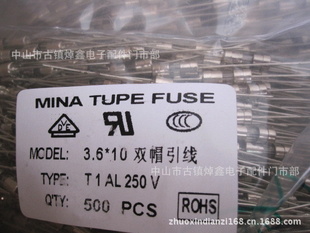 中山市古镇焯鑫电子配件门市部
MINA TUPE FUSE
MODEL: 3.6*10 双帽引线
中山市古镇焯鑫电子配件门市部
TYPE: T 1 AL 250 V
Q'TY: 500 PCS
ROHS
zhuoxindianzi168.cn.1688.com